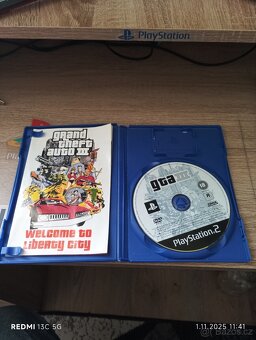 PlayStation
grand
theft
auto III
WELCOME TO
LIBERTY CITY
gta III
18
PlayStation.2
REDMI 13C 5G
1.11.2025 11:41